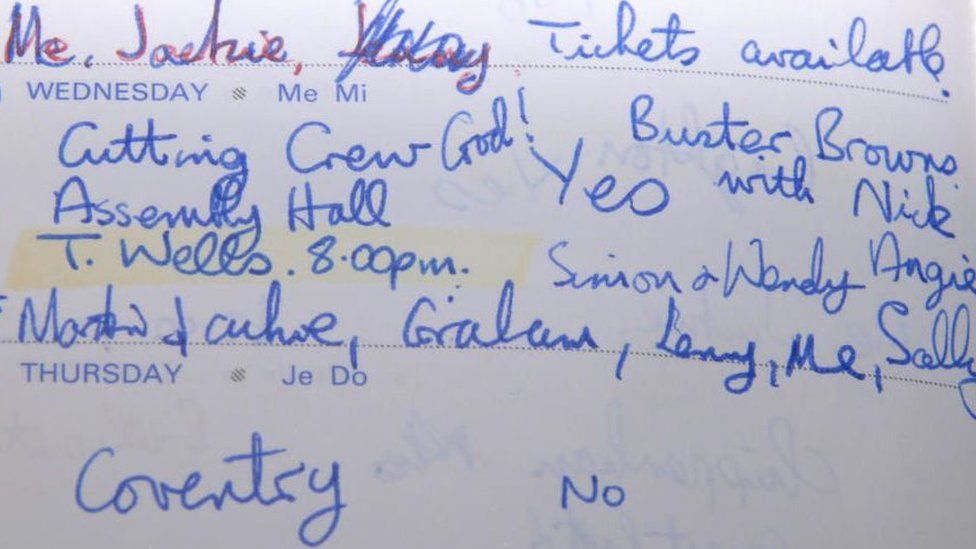 Me, Jackie, Tickets available.
WEDNESDAY Me Mi
Cutting Crew God! Yes Buster Browns
Assembly Hall with Nick
T. Wells. 8.00pm. Simon & Wendy Angie
Martin Jackie, Graham, Lenny, Me, Sally
THURSDAY Je Do
Coventry No